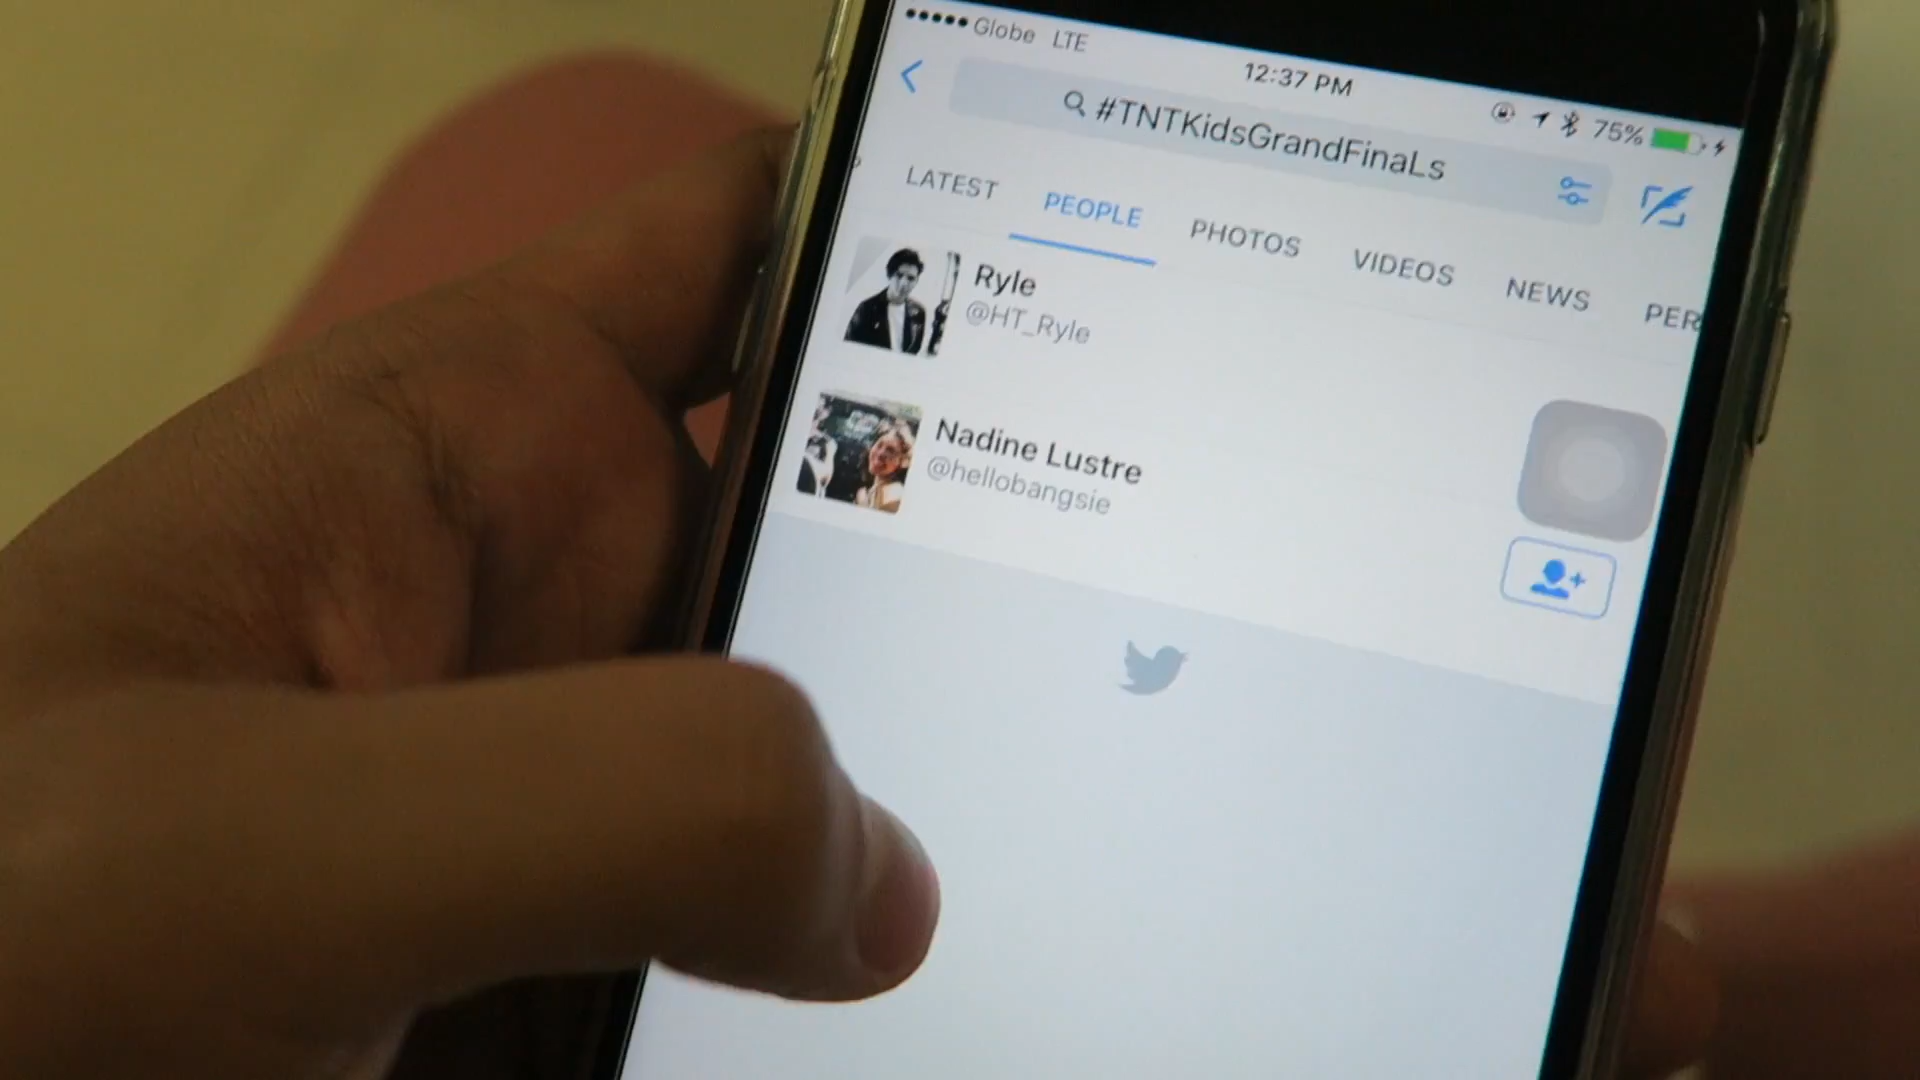 Globe LTE
12:37 PM
75%
#TNTKidsGrandFinaLs
LATEST PEOPLE PHOTOS VIDEOS NEWS PER
Ryle
@HT_Ryle
Nadine Lustre
@hellobangsie